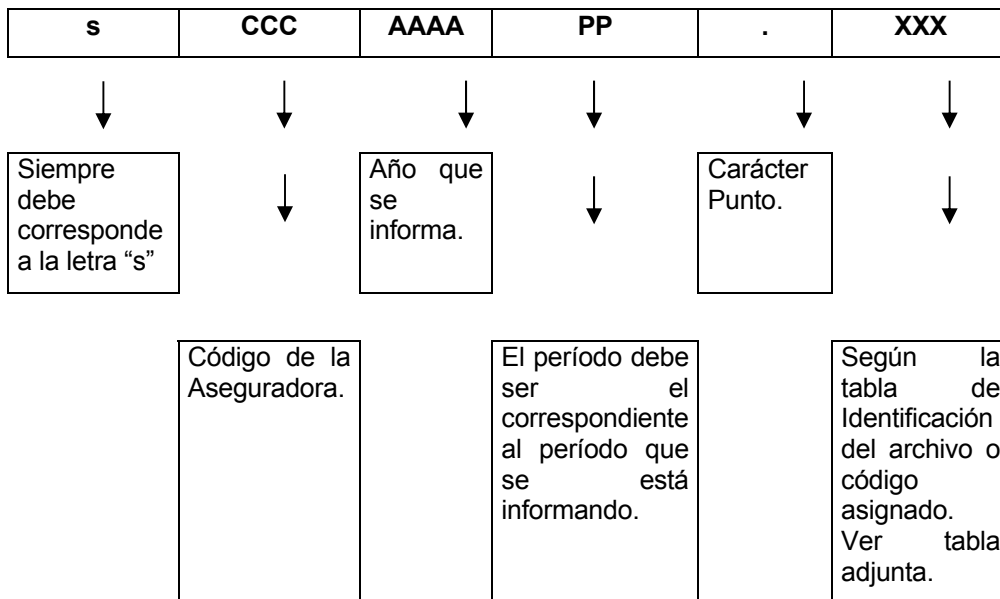 s CCC AAAA PP . XXX
Siempre
debe
corresponde
a la letra “s”
Año que
se
informa.
Carácter
Punto.
Código de la
Aseguradora.
El período debe
ser el
correspondiente
al período que
se está
informando.
Según la
tabla de
Identificación
del archivo o
código
asignado.
Ver tabla
adjunta.